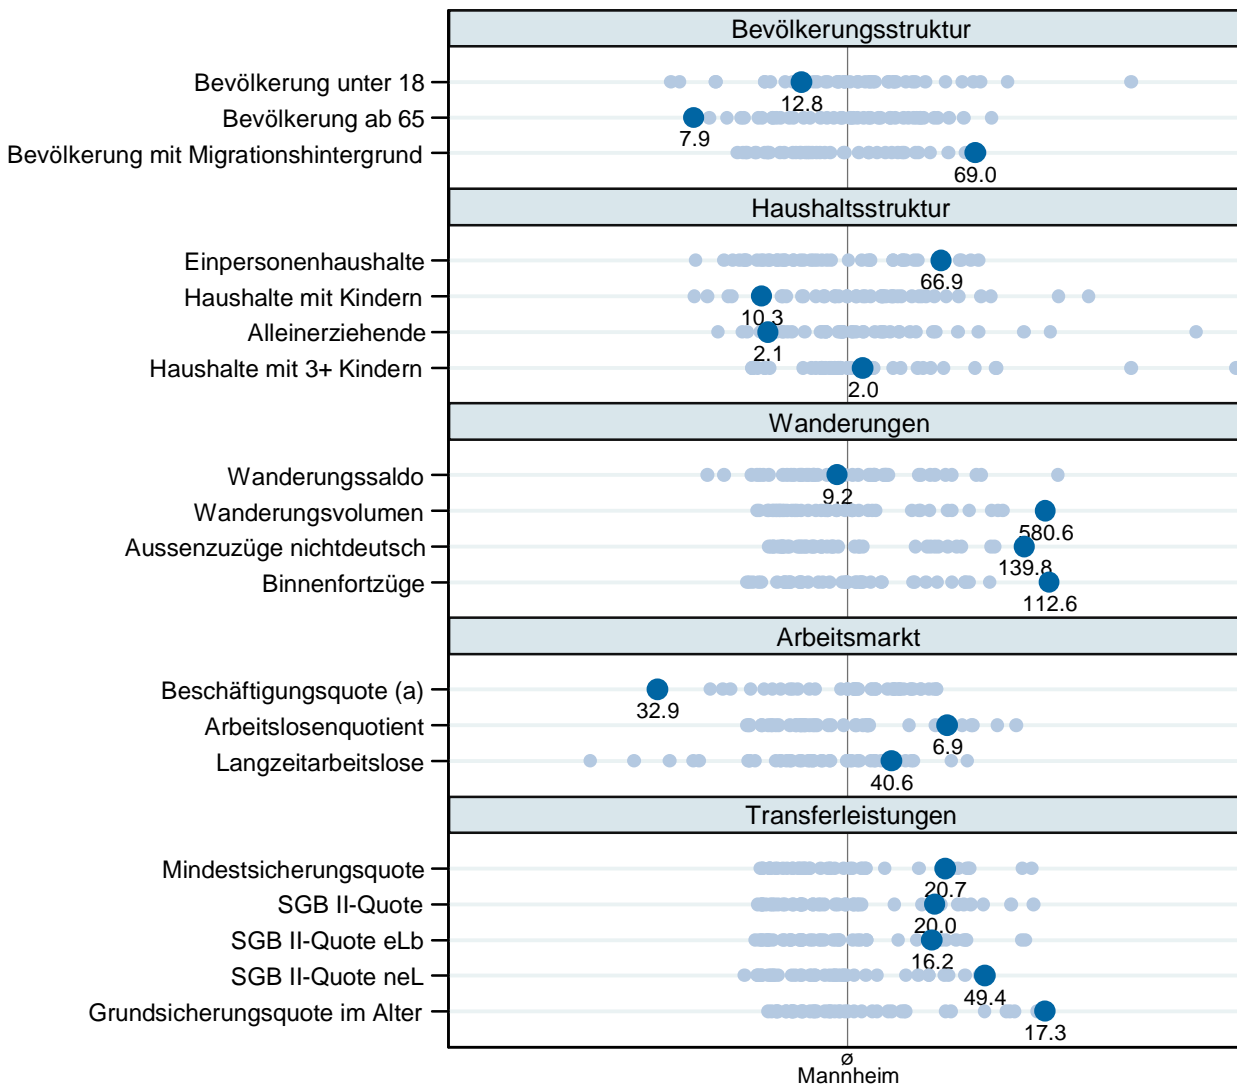 Bevölkerungsstruktur
Bevölkerung unter 18
12.8
Bevölkerung ab 65
7.9
Bevölkerung mit Migrationshintergrund
69.0
Haushaltsstruktur
Einpersonenhaushalte
66.9
Haushalte mit Kindern
10.3
Alleinerziehende
2.1
Haushalte mit 3+ Kindern
2.0
Wanderungen
Wanderungssaldo
9.2
Wanderungsvolumen
580.6
Aussenzuzüge nichtdeutsch
139.8
Binnenfortzüge
112.6
Arbeitsmarkt
Beschäftigungsquote (a)
32.9
Arbeitslosenquotient
6.9
Langzeitarbeitslose
40.6
Transferleistungen
Mindestsicherungsquote
20.7
SGB II-Quote
20.0
SGB II-Quote eLb
16.2
SGB II-Quote neL
49.4
Grundsicherungsquote im Alter
17.3
ø
Mannheim